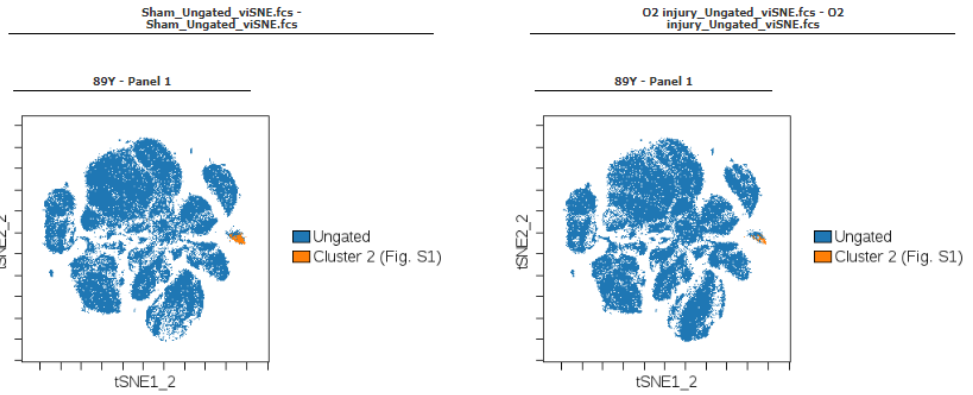 Sham_Ungated_viSNE.fcs -
Sham_Ungated_viSNE.fcs
89Y - Panel 1
tSNE2_2
tSNE1_2
Ungated
Cluster 2 (Fig. S1)
O2 injury_Ungated_viSNE.fcs - O2
injury_Ungated_viSNE.fcs
89Y - Panel 1
tSNE2_2
tSNE1_2
Ungated
Cluster 2 (Fig. S1)